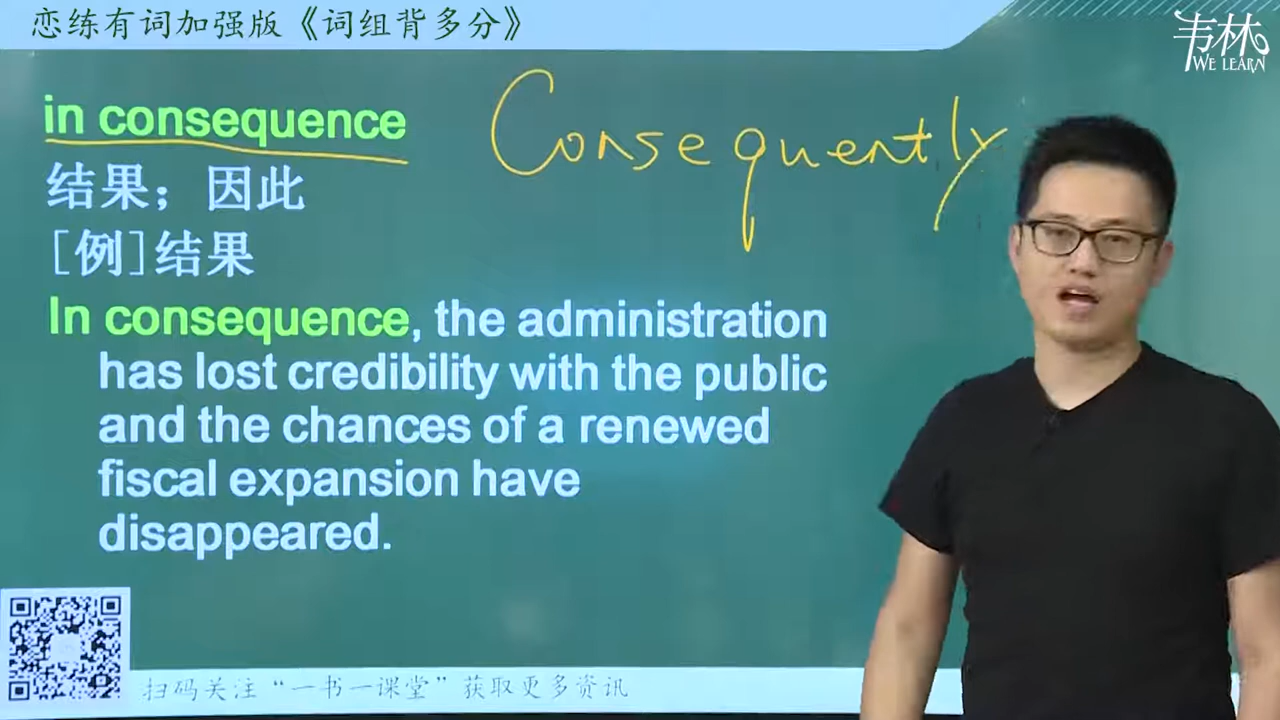 恋练有词加强版《词组背多分》
韦林
WE LEARN
in consequence
Consequently
结果；因此
[例]结果
In consequence, the administration
has lost credibility with the public
and the chances of a renewed
fiscal expansion have
disappeared.
扫码关注“一书一课堂”获取更多资讯